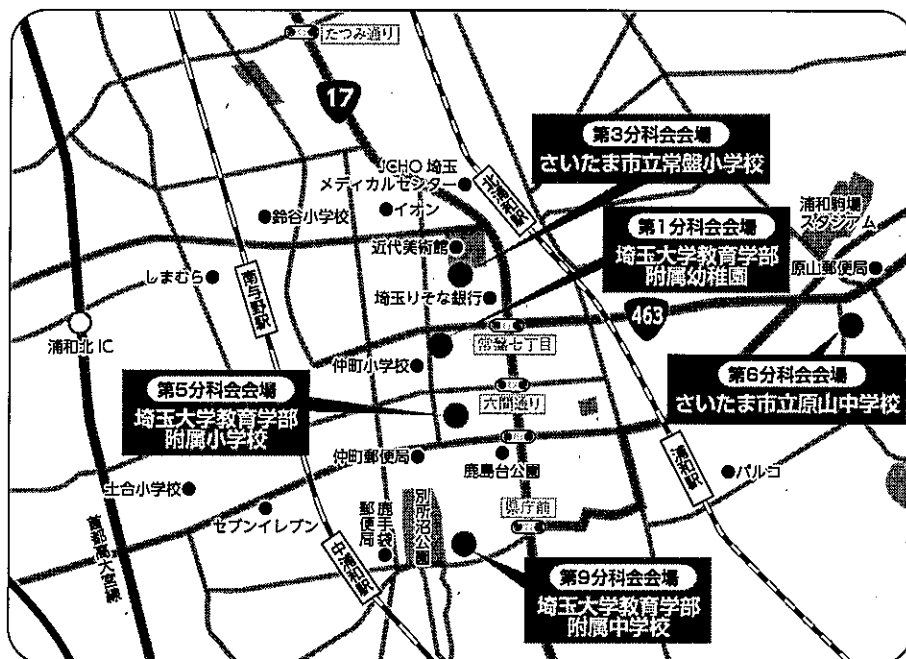 たつみ通り
17
第3分科会会場
さいたま市立常盤小学校
JCHO 埼玉
メディカルセンター
北浦和駅
鈴谷小学校
イオン
第1分科会会場
埼玉大学教育学部
附属幼稚園
浦和駒場
スタジアム
近代美術館
原山郵便局
しまむら
南与野駅
埼玉りそな銀行
463
浦和北IC
常盤七丁目
仲町小学校
第5分科会会場
埼玉大学教育学部
附属小学校
第6分科会会場
さいたま市立原山中学校
六間通り
仲町郵便局
鹿島台公園
浦和駅
パルコ
土合小学校
セブンイレブン
鹿手袋
郵便局
別所沼公園
県庁前
首都高大宮線
中浦和駅
第9分科会会場
埼玉大学教育学部
附属中学校